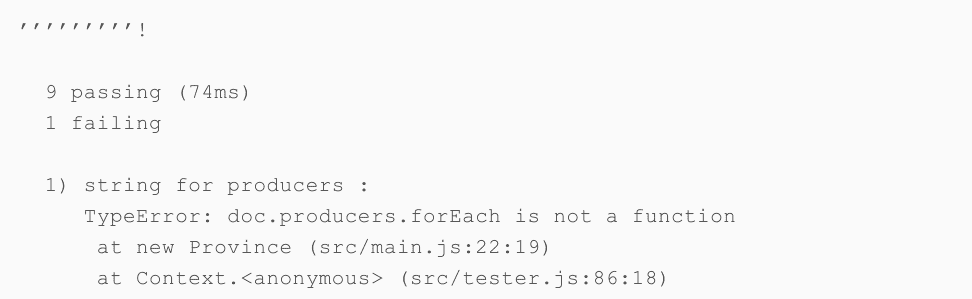 ′′′′′′′′′!
9 passing (74ms)
1 failing
1) string for producers :
TypeError: doc.producers.forEach is not a function
at new Province (src/main.js:22:19)
at Context.<anonymous> (src/tester.js:86:18)